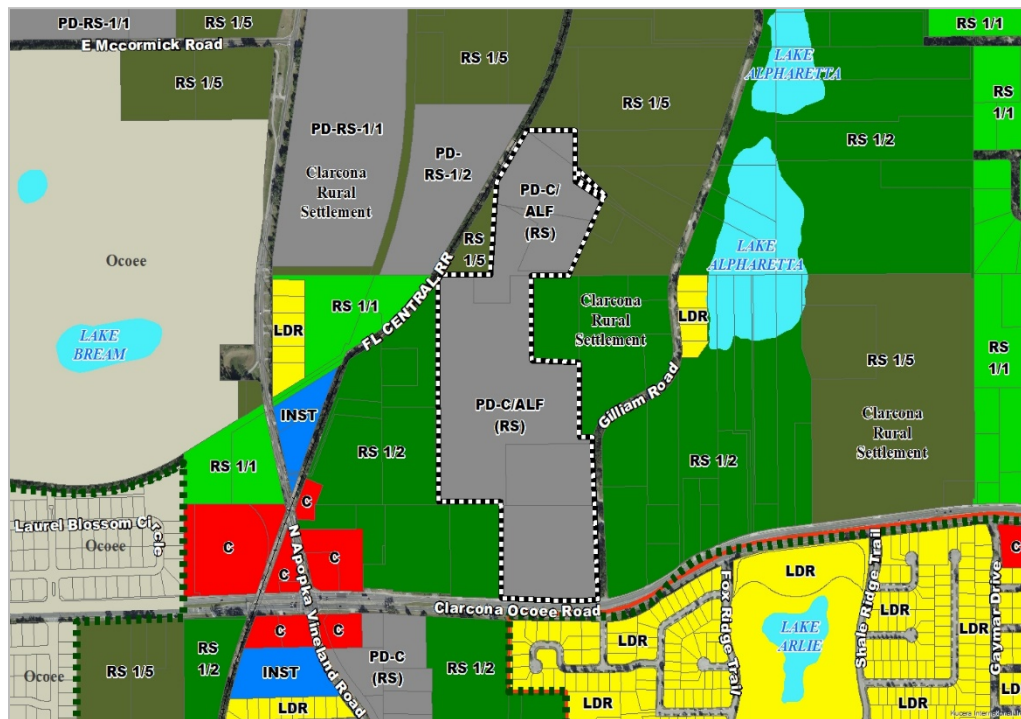 PD-RS-1/1
RS 1/5
RS 1/1
E Mccormick Road
RS 1/5
RS 1/5
LAKE
ALPHARETTA
RS 1/5
RS
1/1
PD-RS-1/1
PD-
RS-1/2
RS 1/2
Clarcona
Rural
Settlement
PD-C/
ALF
(RS)
RS
1/5
Ocoee
FL CENTRAL RR
LAKE
ALPHARETTA
RS 1/1
LDR
Clarcona
Rural
Settlement
LDR
LAKE
BREAM
RS 1/5
RS
1/1
INST
PD-C/ALF
(RS)
Gilliam Road
Clarcona
Rural
Settlement
RS 1/1
RS 1/2
RS 1/2
C
Laurel Blossom Circle
Ocoee
C
C
N Apopka Vineland Road
Clarcona Ocoee Road
LDR
C
Fox Ridge Trail
Shale Ridge Trail
Gaymar Drive
C
C
LDR
LDR
LDR
LAKE
ARLIE
RS 1/5
RS
1/2
PD-C
(RS)
RS 1/2
Ocoee
INST
LDR
LDR
LDR
LDR